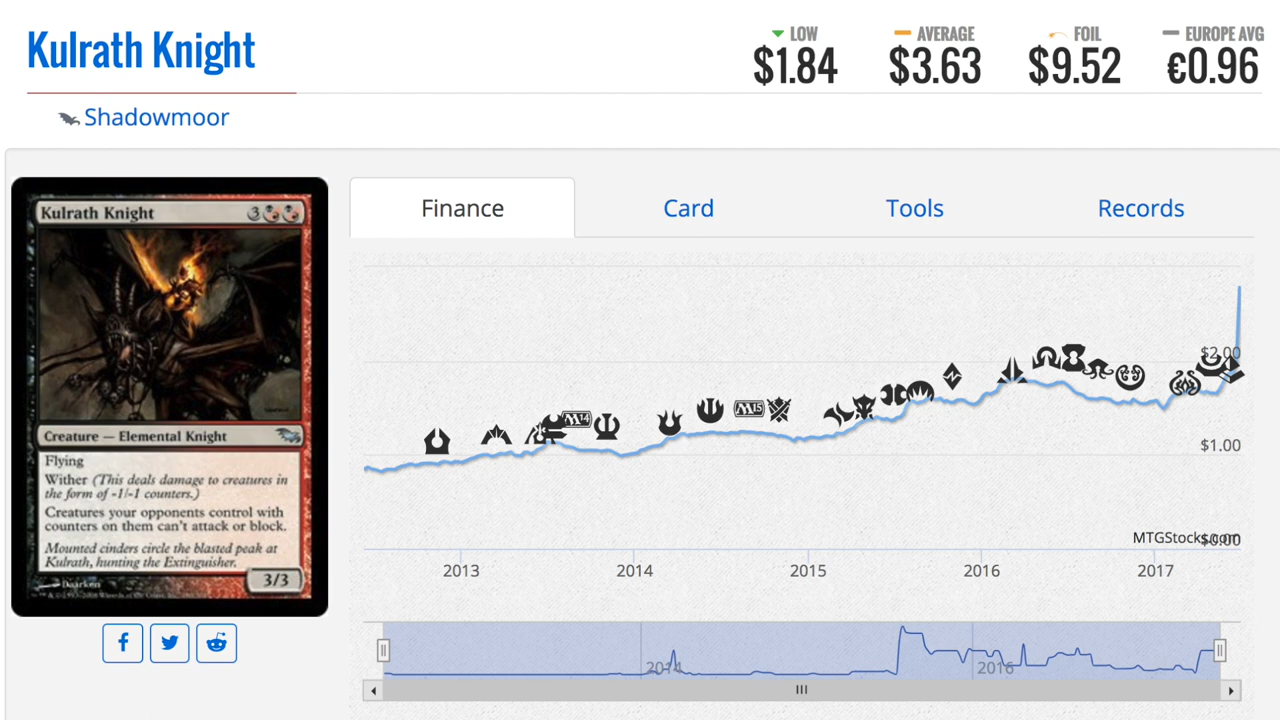 Kulrath Knight
LOW
$1.84
AVERAGE
$3.63
FOIL
$9.52
EUROPE AVG
€0.96
Shadowmoor
Kulrath Knight 3
Creature — Elemental Knight
Flying
Wither (This deals damage to creatures in
the form of -1/-1 counters.)
Creatures your opponents control with
counters on them can't attack or block.
Mounted cinders circle the blasted peak at
Kulrath, hunting the Extinguisher.
Daarken
3/3
Finance Card Tools Records
M14
M15
$2.00
$1.00
$0.00
MTGStocks.com
2013 2014 2015 2016 2017
2014 2016